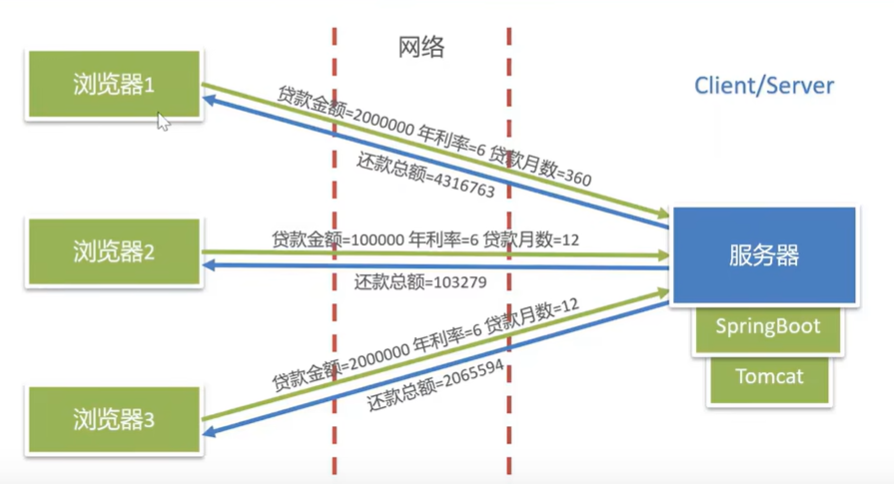 网络
Client/Server
浏览器1
贷款金额=2000000 年利率=6 贷款月数=360
还款总额=4316763
浏览器2
贷款金额=100000 年利率=6 贷款月数=12
还款总额=103279
服务器
SpringBoot
Tomcat
贷款金额=2000000 年利率=6 贷款月数=12
还款总额=2065594
浏览器3